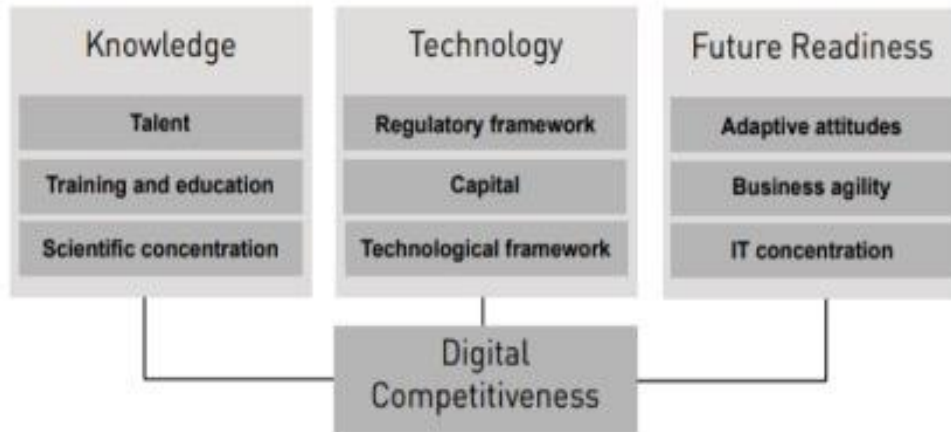 Knowledge
Talent
Training and education
Scientific concentration
Technology
Regulatory framework
Capital
Technological framework
Future Readiness
Adaptive attitudes
Business agility
IT concentration
Digital
Competitiveness